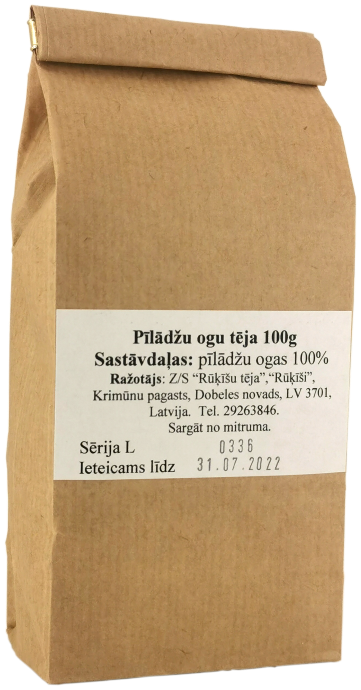 Pīlādžu ogu tēja 100g
Sastāvdaļas: pīlādžu ogas 100%
Ražotājs: Z/S “Rūķīšu tēja”,“Rūķīši”,
Krimūnu pagasts, Dobeles novads, LV 3701,
Latvija. Tel. 29263846.
Sargāt no mitruma.
Sērija L 0336
Ieteicams līdz 31.07.2022